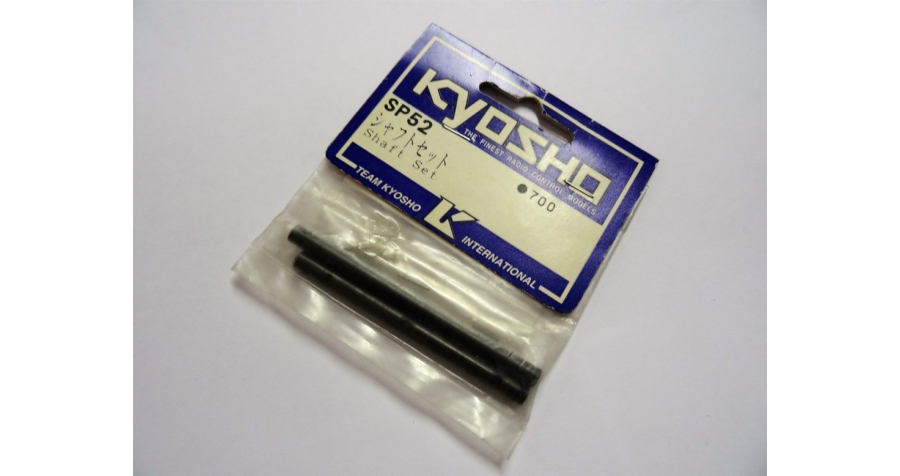 KYOSHO
THE FINEST RADIO CONTROL MODELS
SP52
シャフトセット
Shaft Set
●700
TEAM KYOSHO
K
INTERNATIONAL